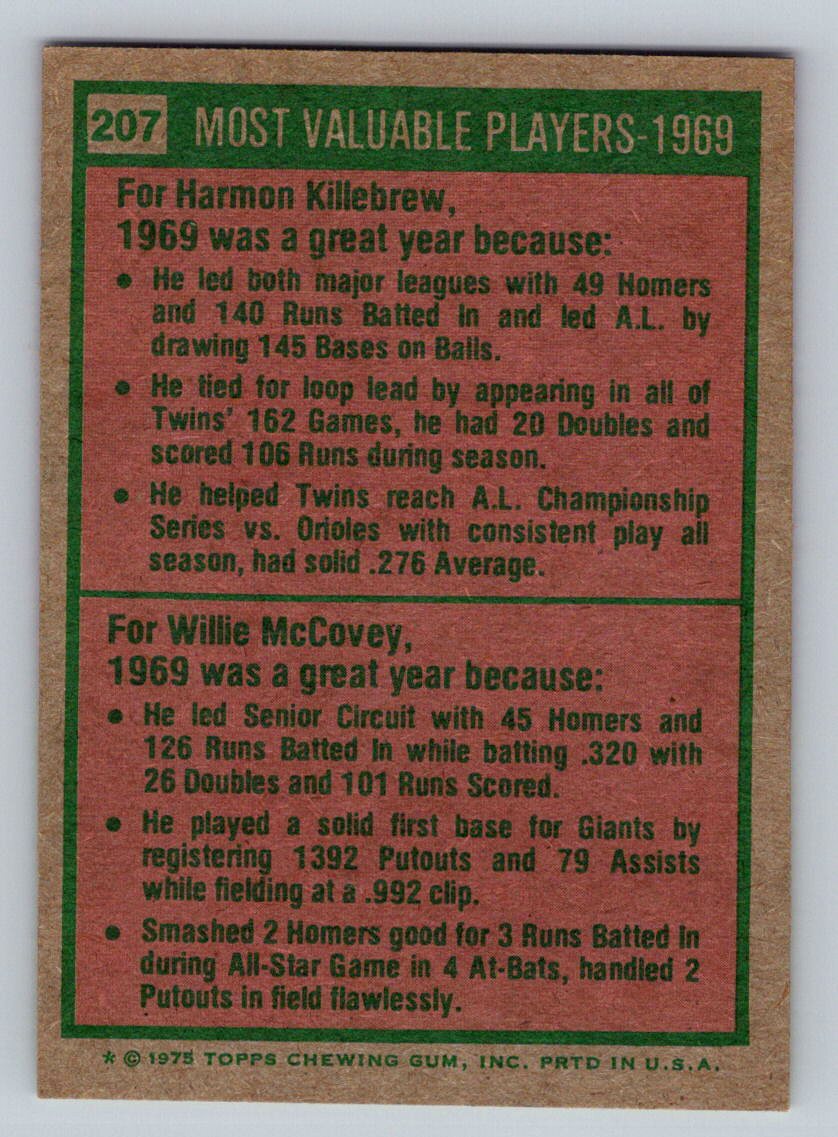 207 MOST VALUABLE PLAYERS-1969
For Harmon Killebrew,
1969 was a great year because:
• He led both major leagues with 49 Homers
and 140 Runs Batted In and led A.L. by
drawing 145 Bases on Balls.
• He tied for loop lead by appearing in all of
Twins' 162 Games, he had 20 Doubles and
scored 106 Runs during season.
• He helped Twins reach A.L. Championship
Series vs. Orioles with consistent play all
season, had solid .276 Average.
For Willie McCovey,
1969 was a great year because:
• He led Senior Circuit with 45 Homers and
126 Runs Batted In while batting .320 with
26 Doubles and 101 Runs Scored.
• He played a solid first base for Giants by
registering 1392 Putouts and 79 Assists
while fielding at a .992 clip.
• Smashed 2 Homers good for 3 Runs Batted In
during All-Star Game in 4 At-Bats, handled 2
Putouts in field flawlessly.
* © 1975 TOPPS CHEWING GUM, INC. PRTD IN U.S.A.